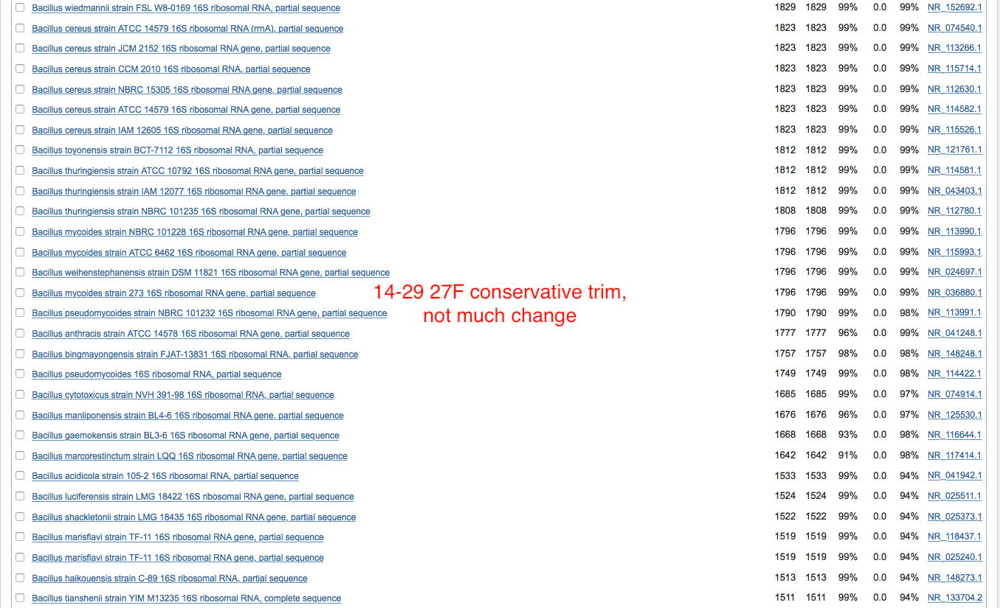 Bacillus wiedmannii strain FSL W8-0169 16S ribosomal RNA, partial sequence 1829 1829 99% 0.0 99% NR_152692.1
Bacillus cereus strain ATCC 14579 16S ribosomal RNA (rrnA), partial sequence 1823 1823 99% 0.0 99% NR_074540.1
Bacillus cereus strain JCM 2152 16S ribosomal RNA gene, partial sequence 1823 1823 99% 0.0 99% NR_113266.1
Bacillus cereus strain CCM 2010 16S ribosomal RNA, partial sequence 1823 1823 99% 0.0 99% NR_115714.1
Bacillus cereus strain NBRC 15305 16S ribosomal RNA gene, partial sequence 1823 1823 99% 0.0 99% NR_112630.1
Bacillus cereus strain ATCC 14579 16S ribosomal RNA gene, partial sequence 1823 1823 99% 0.0 99% NR_114582.1
Bacillus cereus strain IAM 12605 16S ribosomal RNA gene, partial sequence 1823 1823 99% 0.0 99% NR_115526.1
Bacillus toyonensis strain BCT-7112 16S ribosomal RNA, partial sequence 1812 1812 99% 0.0 99% NR_121761.1
Bacillus thuringiensis strain ATCC 10792 16S ribosomal RNA gene, partial sequence 1812 1812 99% 0.0 99% NR_114581.1
Bacillus thuringiensis strain IAM 12077 16S ribosomal RNA gene, partial sequence 1812 1812 99% 0.0 99% NR_043403.1
Bacillus thuringiensis strain NBRC 101235 16S ribosomal RNA gene, partial sequence 1808 1808 99% 0.0 99% NR_112780.1
Bacillus mycoides strain NBRC 101228 16S ribosomal RNA gene, partial sequence 1796 1796 99% 0.0 99% NR_113990.1
Bacillus mycoides strain ATCC 6462 16S ribosomal RNA gene, partial sequence 1796 1796 99% 0.0 99% NR_115993.1
Bacillus weihenstephanensis strain DSM 11821 16S ribosomal RNA gene, partial sequence 1796 1796 99% 0.0 99% NR_024697.1
Bacillus mycoides strain 273 16S ribosomal RNA gene, partial sequence 1796 1796 99% 0.0 99% NR_036880.1
14-29 27F conservative trim,
not much change
Bacillus pseudomycoides strain NBRC 101232 16S ribosomal RNA gene, partial sequence 1790 1790 99% 0.0 98% NR_113991.1
Bacillus anthracis strain ATCC 14578 16S ribosomal RNA gene, partial sequence 1777 1777 96% 0.0 99% NR_041248.1
Bacillus bingmayongensis strain FJAT-13831 16S ribosomal RNA, partial sequence 1757 1757 98% 0.0 98% NR_148248.1
Bacillus pseudomycoides 16S ribosomal RNA, partial sequence 1749 1749 99% 0.0 98% NR_114422.1
Bacillus cytotoxicus strain NVH 391-98 16S ribosomal RNA, partial sequence 1685 1685 99% 0.0 97% NR_074914.1
Bacillus manliponensis strain BL4-6 16S ribosomal RNA gene, partial sequence 1676 1676 96% 0.0 97% NR_125530.1
Bacillus gaemokensis strain BL3-6 16S ribosomal RNA gene, partial sequence 1668 1668 93% 0.0 98% NR_116644.1
Bacillus marcorestinctum strain LQQ 16S ribosomal RNA gene, partial sequence 1642 1642 91% 0.0 98% NR_117414.1
Bacillus acidicola strain 105-2 16S ribosomal RNA, partial sequence 1533 1533 99% 0.0 94% NR_041942.1
Bacillus luciferensis strain LMG 18422 16S ribosomal RNA gene, partial sequence 1524 1524 99% 0.0 94% NR_025511.1
Bacillus shackletonii strain LMG 18435 16S ribosomal RNA gene, partial sequence 1522 1522 99% 0.0 94% NR_025373.1
Bacillus marisflavi strain TF-11 16S ribosomal RNA gene, partial sequence 1519 1519 99% 0.0 94% NR_118437.1
Bacillus marisflavi strain TF-11 16S ribosomal RNA gene, partial sequence 1519 1519 99% 0.0 94% NR_025240.1
Bacillus haikouensis strain C-89 16S ribosomal RNA, partial sequence 1513 1513 99% 0.0 94% NR_148273.1
Bacillus tianshenii strain YIM M13235 16S ribosomal RNA, complete sequence 1511 1511 99% 0.0 94% NR_133704.2